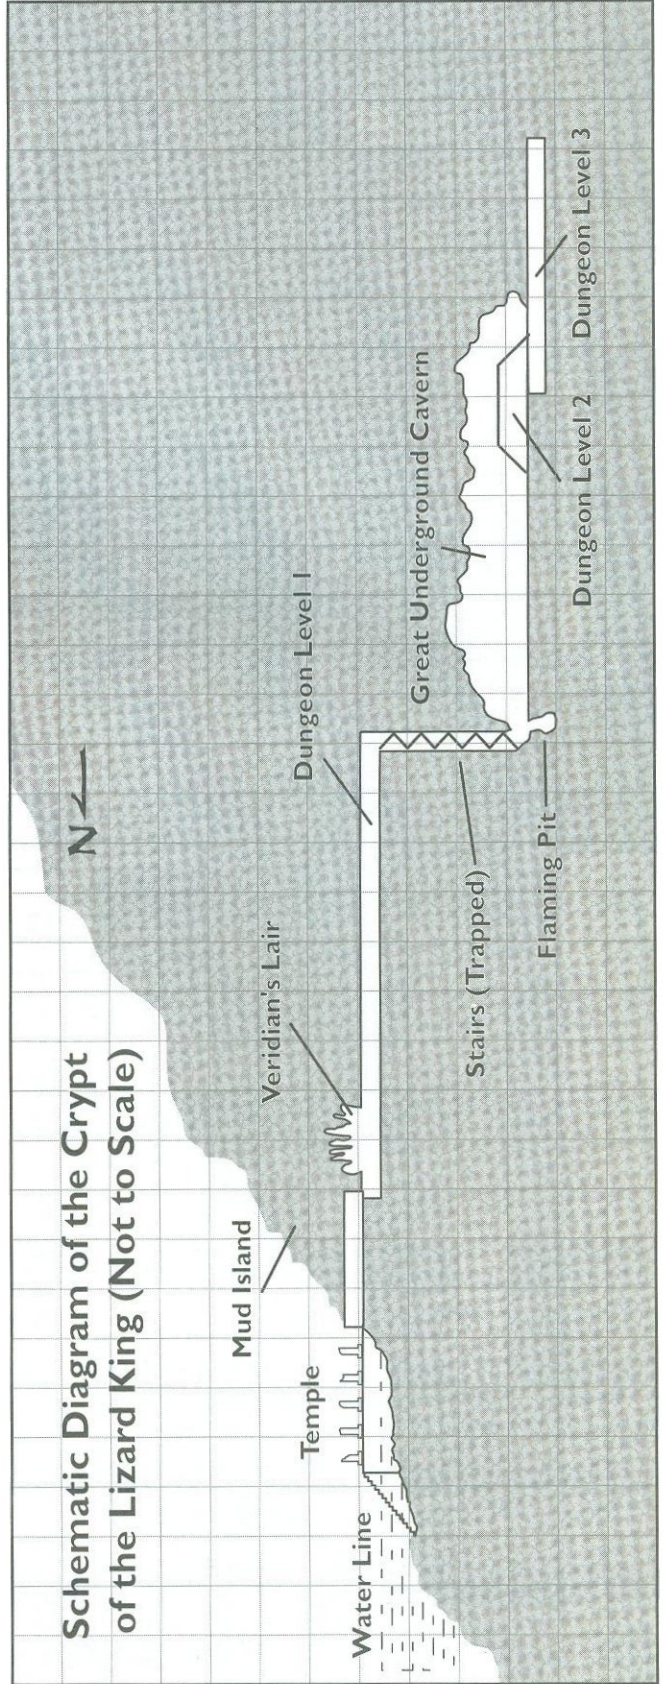 Schematic Diagram of the Crypt
of the Lizard King (Not to Scale)
N
Mud Island
Temple
Water Line
Veridian's Lair
Dungeon Level 1
Stairs (Trapped)
Flaming Pit
Great Underground Cavern
Dungeon Level 2
Dungeon Level 3